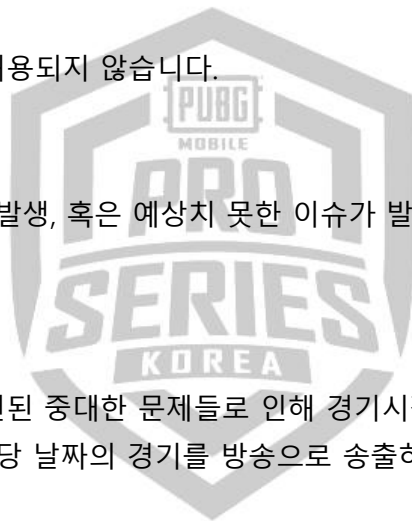 용되지 않습니다.
PUBG
MOBILE
PRO
발생, 혹은 예상치 못한 이슈가 발
SERIES
KOREA
된 중대한 문제들로 인해 경기시
당 날짜의 경기를 방송으로 송출하